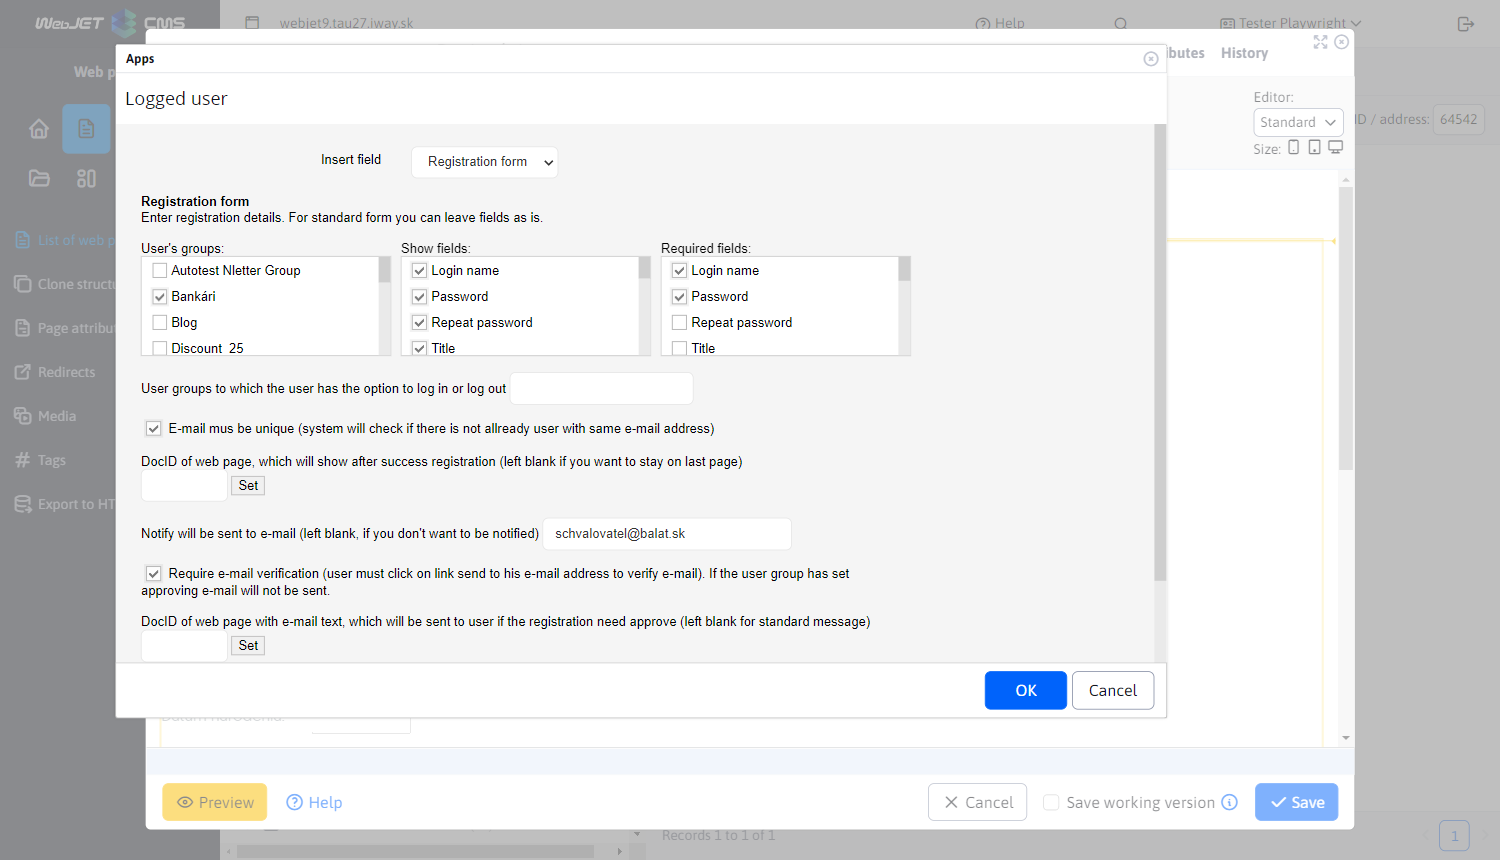 WebJET CMS
webjet9.tau27.iway.sk
Help
Tester Playwright
Web p
Apps
ibutes
History
Logged user
Editor:
Standard
ID / address:
64542
Size:
Insert field
Registration form
Registration form
Enter registration details. For standard form you can leave fields as is.
User's groups:
Show fields:
Required fields:
Autotest Nletter Group
Login name
Login name
Bankári
Password
Password
Blog
Repeat password
Repeat password
Discount_25
Title
Title
List of web p
Clone structu
Page attribut
Redirects
Media
Tags
Export to HT
User groups to which the user has the option to log in or log out
E-mail mus be unique (system will check if there is not allready user with same e-mail address)
DocID of web page, which will show after success registration (left blank if you want to stay on last page)
Set
Notify will be sent to e-mail (left blank, if you don't want to be notified)
schvalovatel@balat.sk
Require e-mail verification (user must click on link send to his e-mail address to verify e-mail). If the user group has set
approving e-mail will not be sent.
DocID of web page with e-mail text, which will be sent to user if the registration need approve (left blank for standard message)
Set
OK
Cancel
Preview
Help
Cancel
Save working version
Save
Records 1 to 1 of 1
1